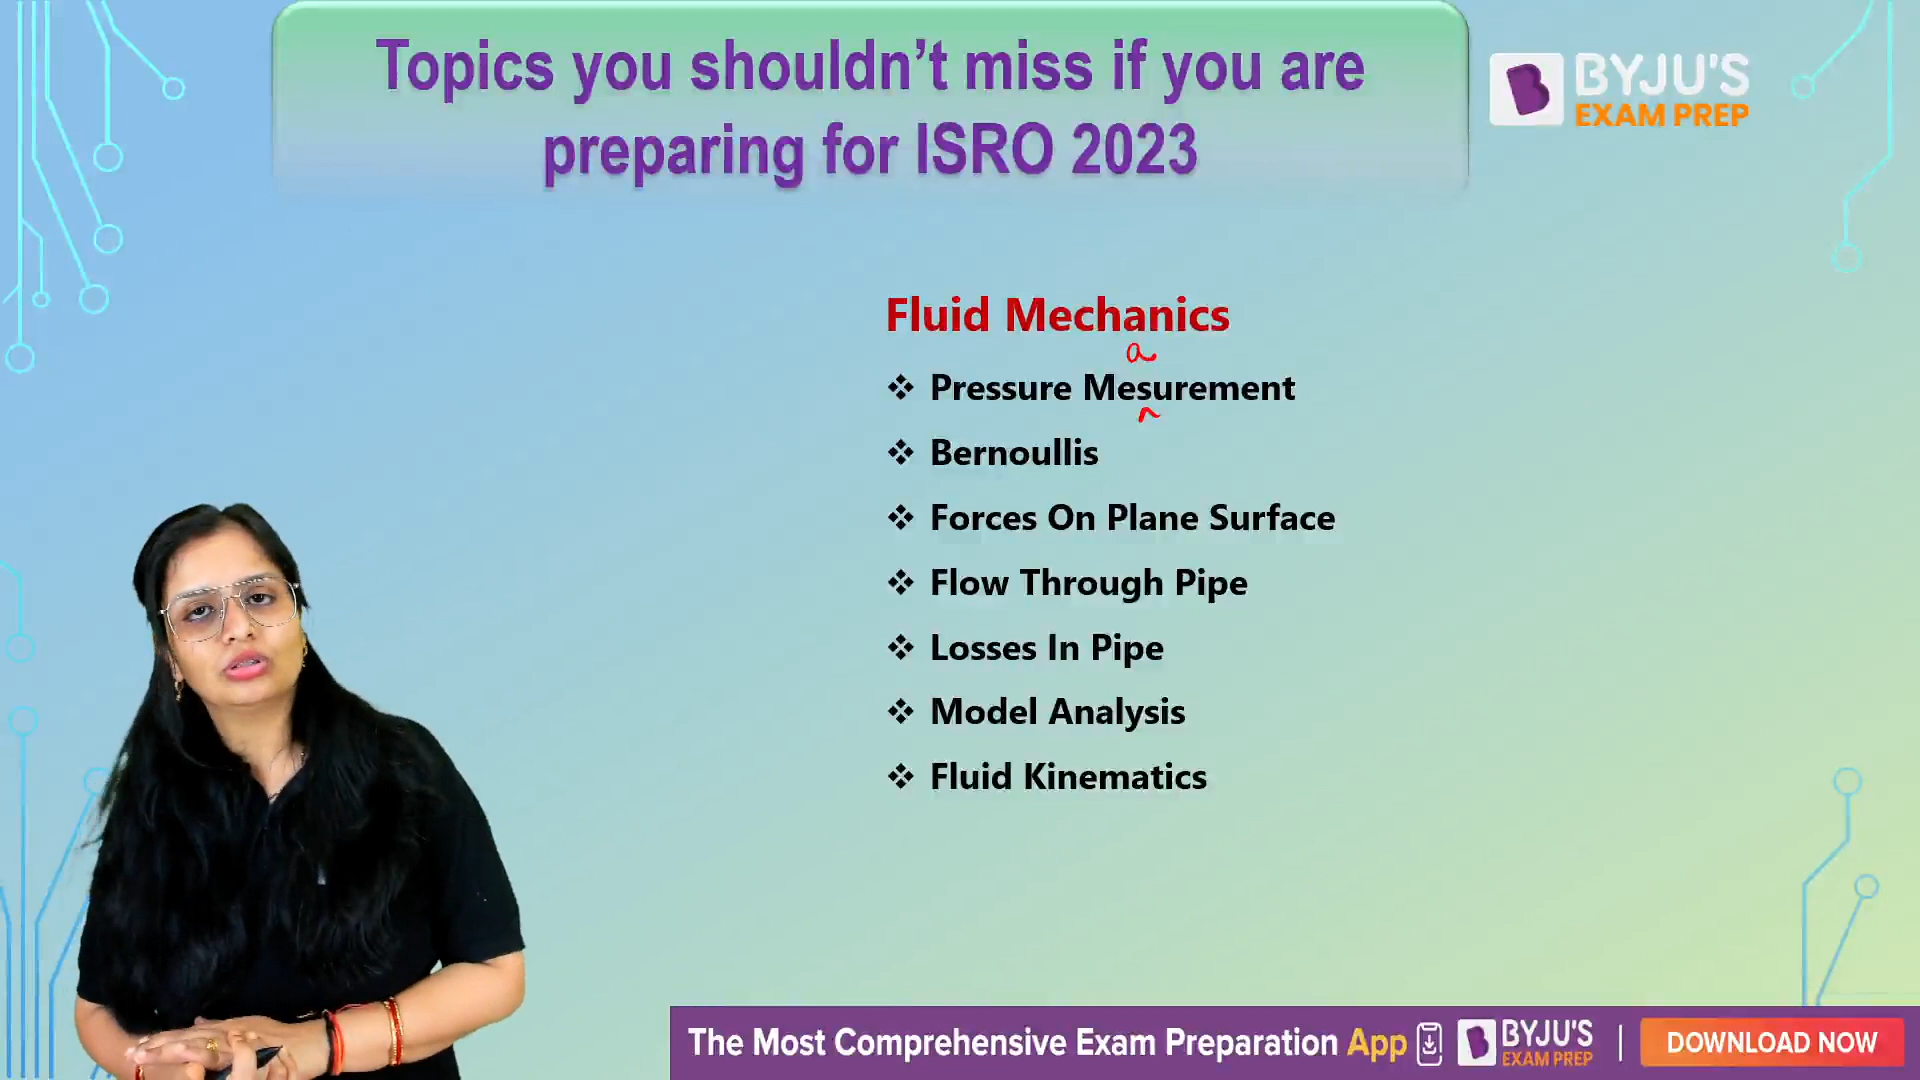 Topics you shouldn't miss if you are
preparing for ISRO 2023
BYJU'S
EXAM PREP
Fluid Mechanics
a
❖ Pressure Mesurement
^
❖ Bernoullis
❖ Forces On Plane Surface
❖ Flow Through Pipe
❖ Losses In Pipe
❖ Model Analysis
❖ Fluid Kinematics
The Most Comprehensive Exam Preparation App
BYJU'S
EXAM PREP
DOWNLOAD NOW